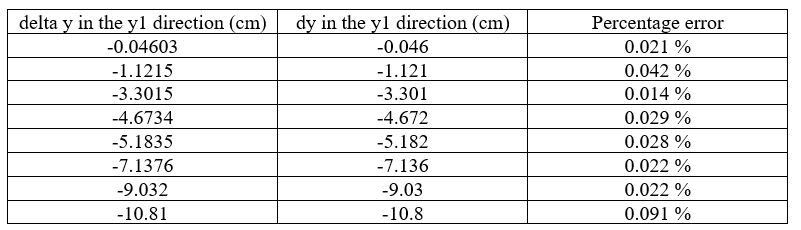 delta y in the y1 direction (cm) dy in the y1 direction (cm) Percentage error
-0.04603 -0.046 0.021 %
-1.1215 -1.121 0.042 %
-3.3015 -3.301 0.014 %
-4.6734 -4.672 0.029 %
-5.1835 -5.182 0.028 %
-7.1376 -7.136 0.022 %
-9.032 -9.03 0.022 %
-10.81 -10.8 0.091 %